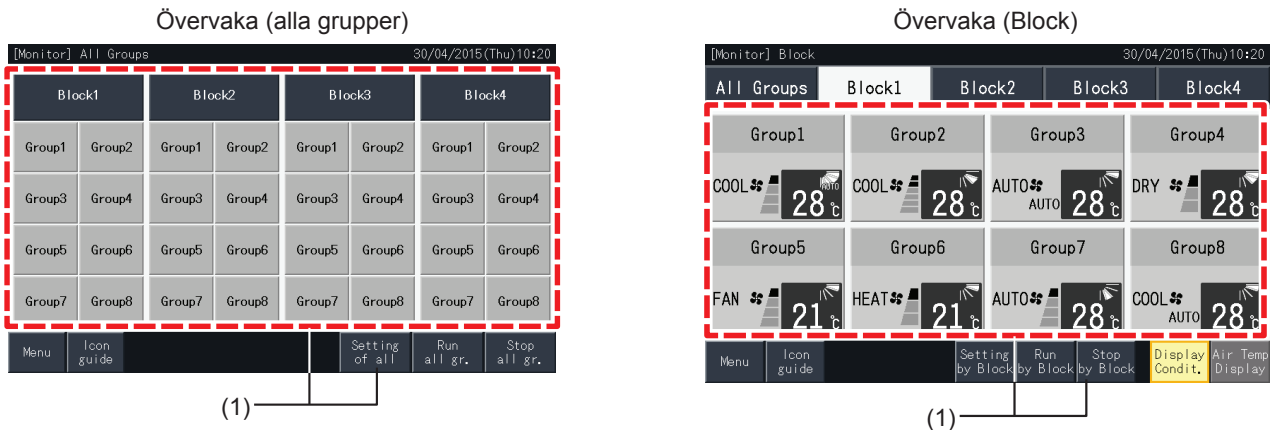 Övervaka (alla grupper)
[Monitor] All Groups 30/04/2015(Thu)10:20
Block1 Block2 Block3 Block4
Group1 Group2 Group1 Group2 Group1 Group2 Group1 Group2
Group3 Group4 Group3 Group4 Group3 Group4 Group3 Group4
Group5 Group6 Group5 Group6 Group5 Group6 Group5 Group6
Group7 Group8 Group7 Group8 Group7 Group8 Group7 Group8
Menu Icon guide Setting of all Run all gr. Stop all gr.
(1)
Övervaka (Block)
[Monitor] Block 30/04/2015(Thu)10:20
All Groups Block1 Block2 Block3 Block4
Group1 Group2 Group3 Group4
COOL AUTO 28℃ COOL 28℃ AUTO AUTO 28℃ DRY 28℃
Group5 Group6 Group7 Group8
FAN 21℃ HEAT 21℃ AUTO 28℃ COOL AUTO 28℃
Menu Icon guide Setting by Block Run by Block Stop by Block Display Condit. Air Temp Display
(1)